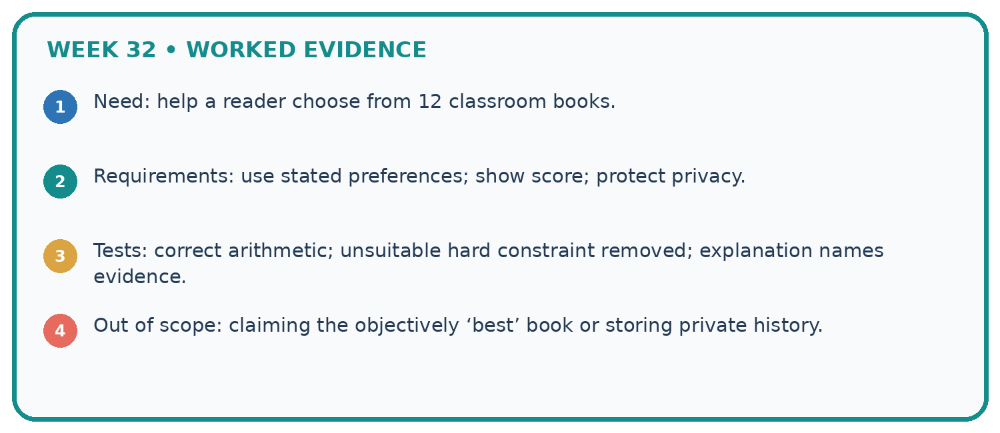 WEEK 32 • WORKED EVIDENCE
1 Need: help a reader choose from 12 classroom books.
2 Requirements: use stated preferences; show score; protect privacy.
3 Tests: correct arithmetic; unsuitable hard constraint removed; explanation names
evidence.
4 Out of scope: claiming the objectively ‘best’ book or storing private history.